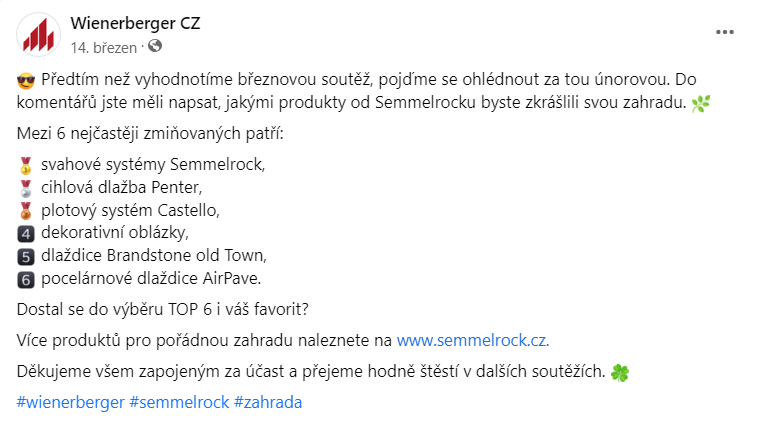 Wienerberger CZ
14. březen ·
😎 Předtím než vyhodnotíme březnovou soutěž, pojďme se ohlédnout za tou únorovou. Do
komentářů jste měli napsat, jakými produkty od Semmelrocku byste zkrášlili svou zahradu. 🌿
Mezi 6 nejčastěji zmiňovaných patří:
🥇 svahové systémy Semmelrock,
🥈 cihlová dlažba Penter,
🥉 plotový systém Castello,
4️⃣ dekorativní oblázky,
5️⃣ dlaždice Brandstone old Town,
6️⃣ pocelárnové dlaždice AirPave.
Dostal se do výběru TOP 6 i váš favorit?
Více produktů pro pořádnou zahradu naleznete na www.semmelrock.cz.
Děkujeme všem zapojeným za účast a přejeme hodně štěstí v dalších soutěžích. 🍀
#wienerberger #semmelrock #zahrada